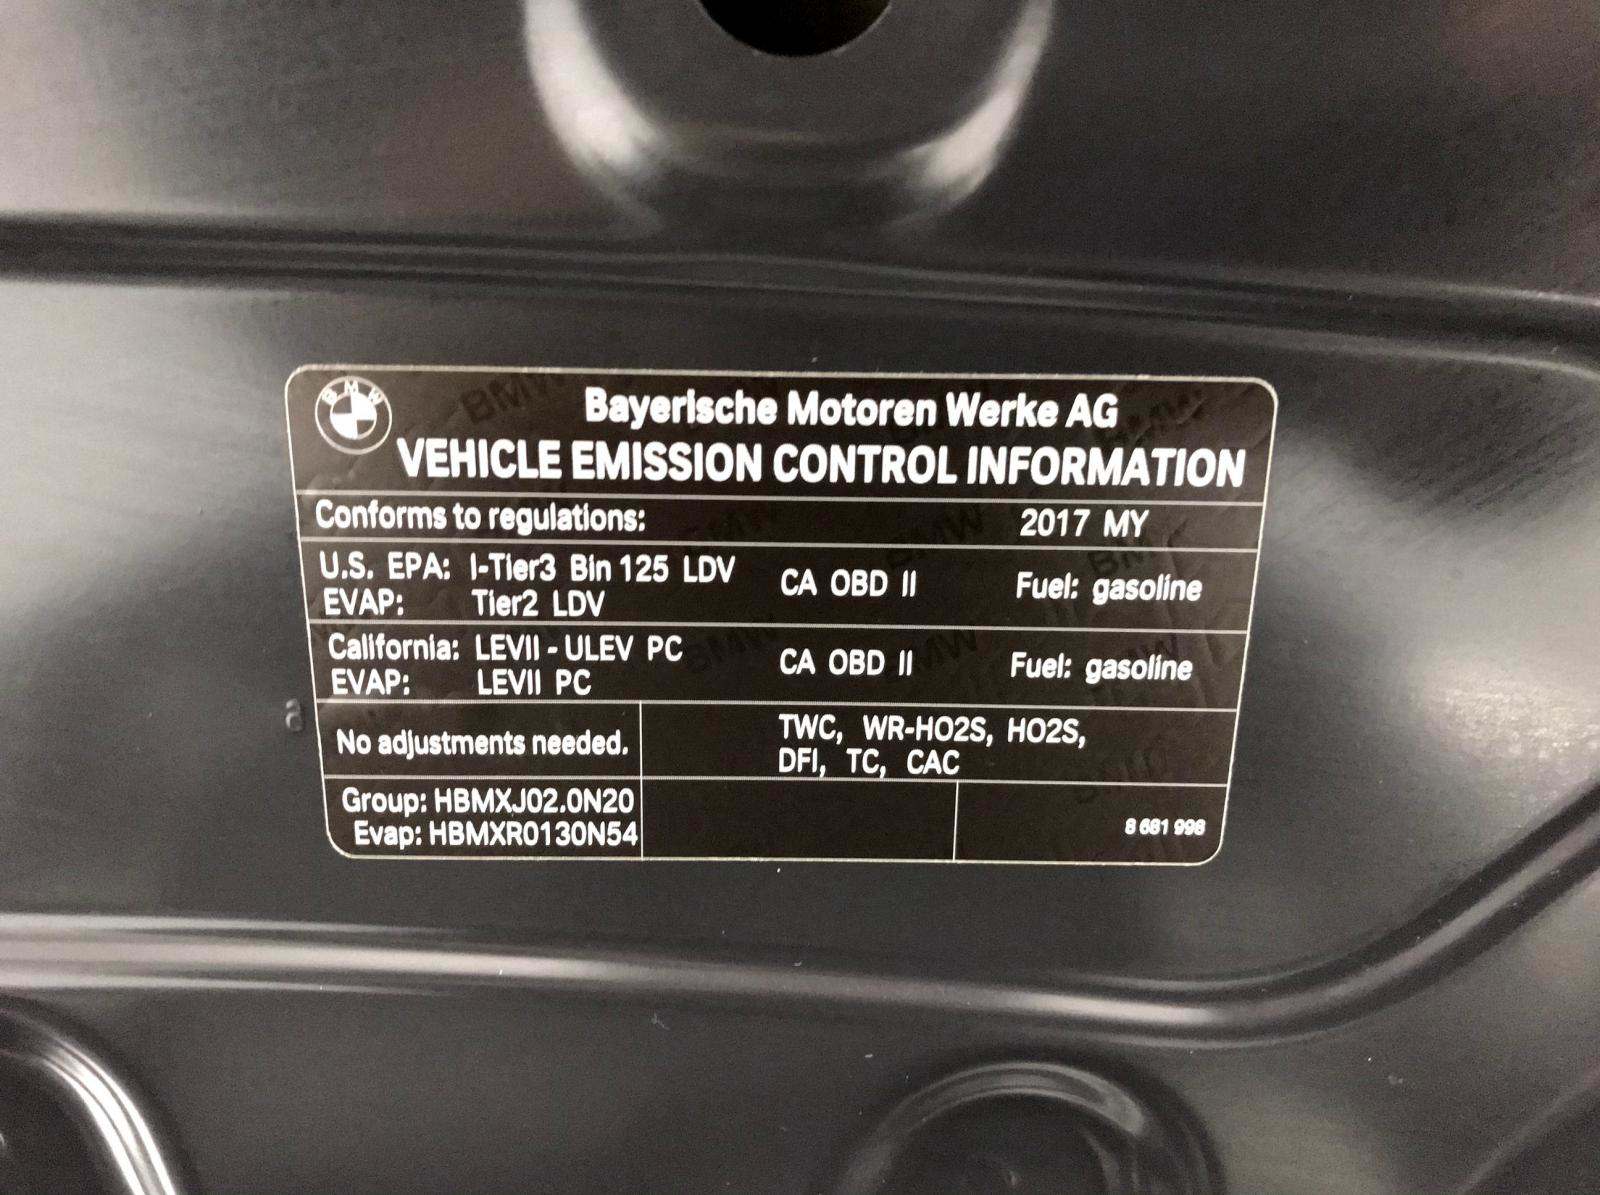 BMW
Bayerische Motoren Werke AG
VEHICLE EMISSION CONTROL INFORMATION
Conforms to regulations: 2017 MY
U.S. EPA: I-Tier3 Bin 125 LDV CA OBD II Fuel: gasoline
EVAP: Tier2 LDV
California: LEVII - ULEV PC CA OBD II Fuel: gasoline
EVAP: LEVII PC
No adjustments needed. TWC, WR-HO2S, HO2S,
DFI, TC, CAC
Group: HBMXJ02.0N20
Evap: HBMXR0130N54
8 681 998